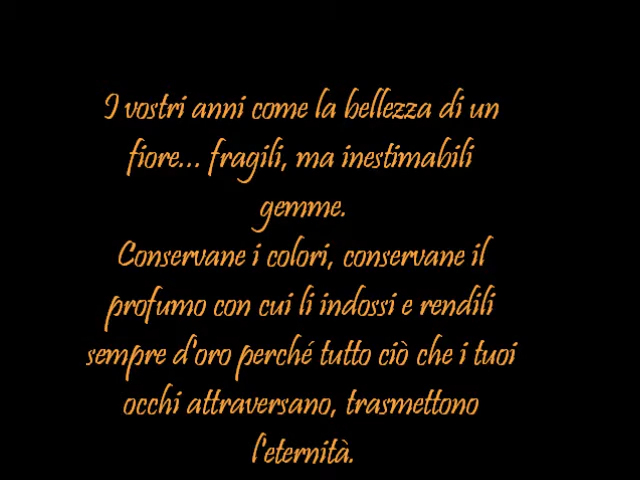 I vostri anni come la bellezza di un
fiore... fragili, ma inestimabili
gemme.
Conservane i colori, conservane il
profumo con cui li indossi e rendili
sempre d'oro perché tutto ciò che i tuoi
occhi attraversano, trasmettono
l'eternità.